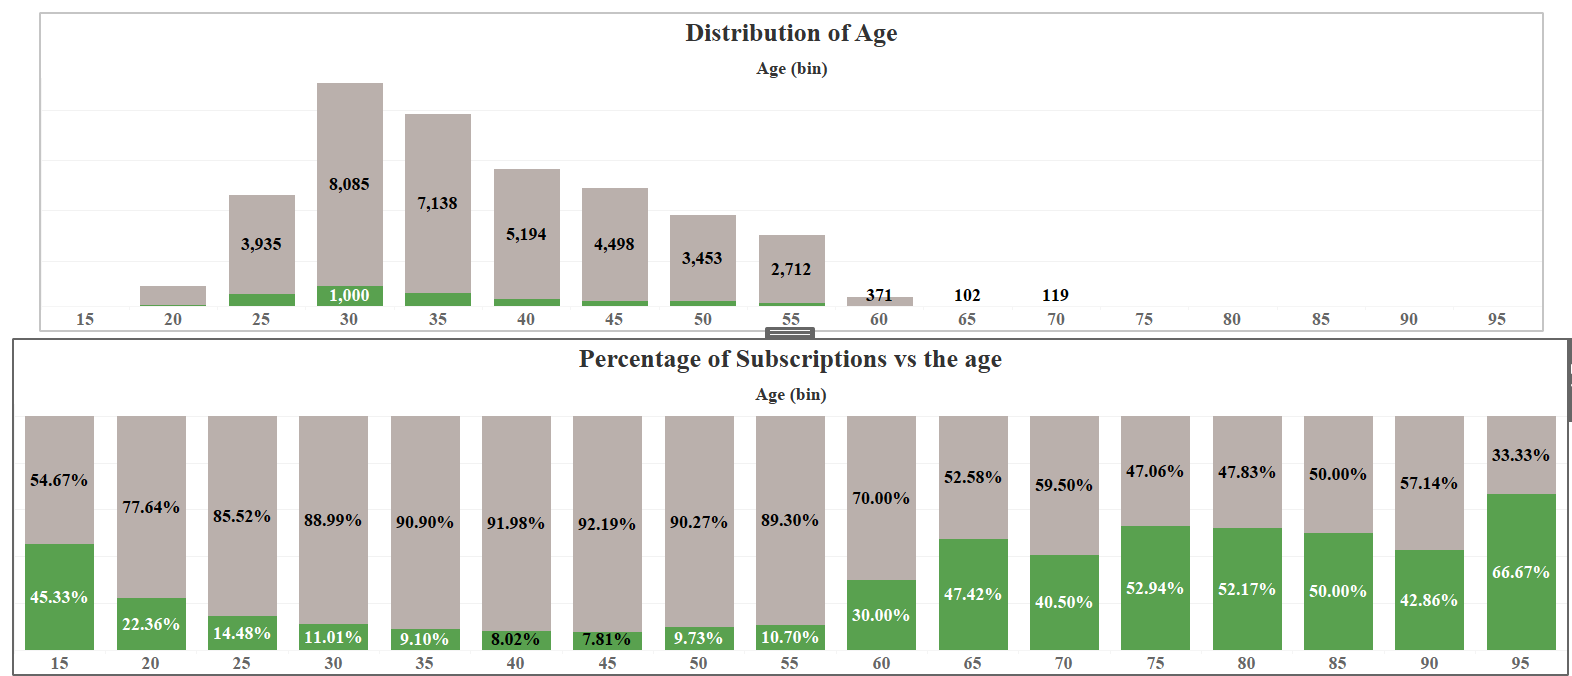 Distribution of Age
Age (bin)
8,085
7,138
5,194
3,935
4,498
3,453
2,712
1,000
371
102
119
15 20 25 30 35 40 45 50 55 60 65 70 75 80 85 90 95
Percentage of Subscriptions vs the age
Age (bin)
54.67% 77.64% 85.52% 88.99% 90.90% 91.98% 92.19% 90.27% 89.30% 70.00% 52.58% 59.50% 47.06% 47.83% 50.00% 57.14% 33.33%
45.33% 22.36% 14.48% 11.01% 9.10% 8.02% 7.81% 9.73% 10.70% 30.00% 47.42% 40.50% 52.94% 52.17% 50.00% 42.86% 66.67%
15 20 25 30 35 40 45 50 55 60 65 70 75 80 85 90 95